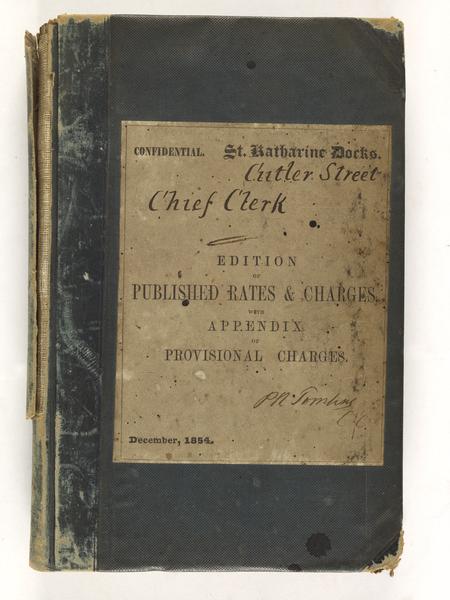 CONFIDENTIAL. St. Katharine Docks.
Cutler Street
Chief Clerk
EDITION
OF
PUBLISHED RATES & CHARGES,
WITH
APPENDIX
OF
PROVISIONAL CHARGES.
December, 1854.